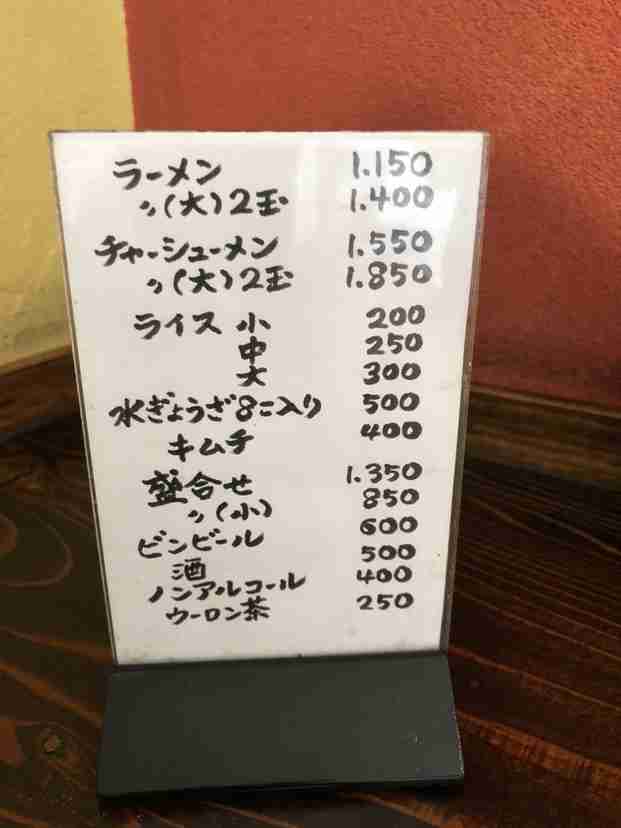 ラーメン 1.150
〃(大)2玉 1.400
チャーシューメン 1.550
〃(大)2玉 1.850
ライス 小 200
中 250
大 300
水ぎょうざ8コ入り 500
キムチ 400
盛合せ 1.350
〃(小) 850
ビンビール 600
酒 500
ノンアルコール 400
ウーロン茶 250